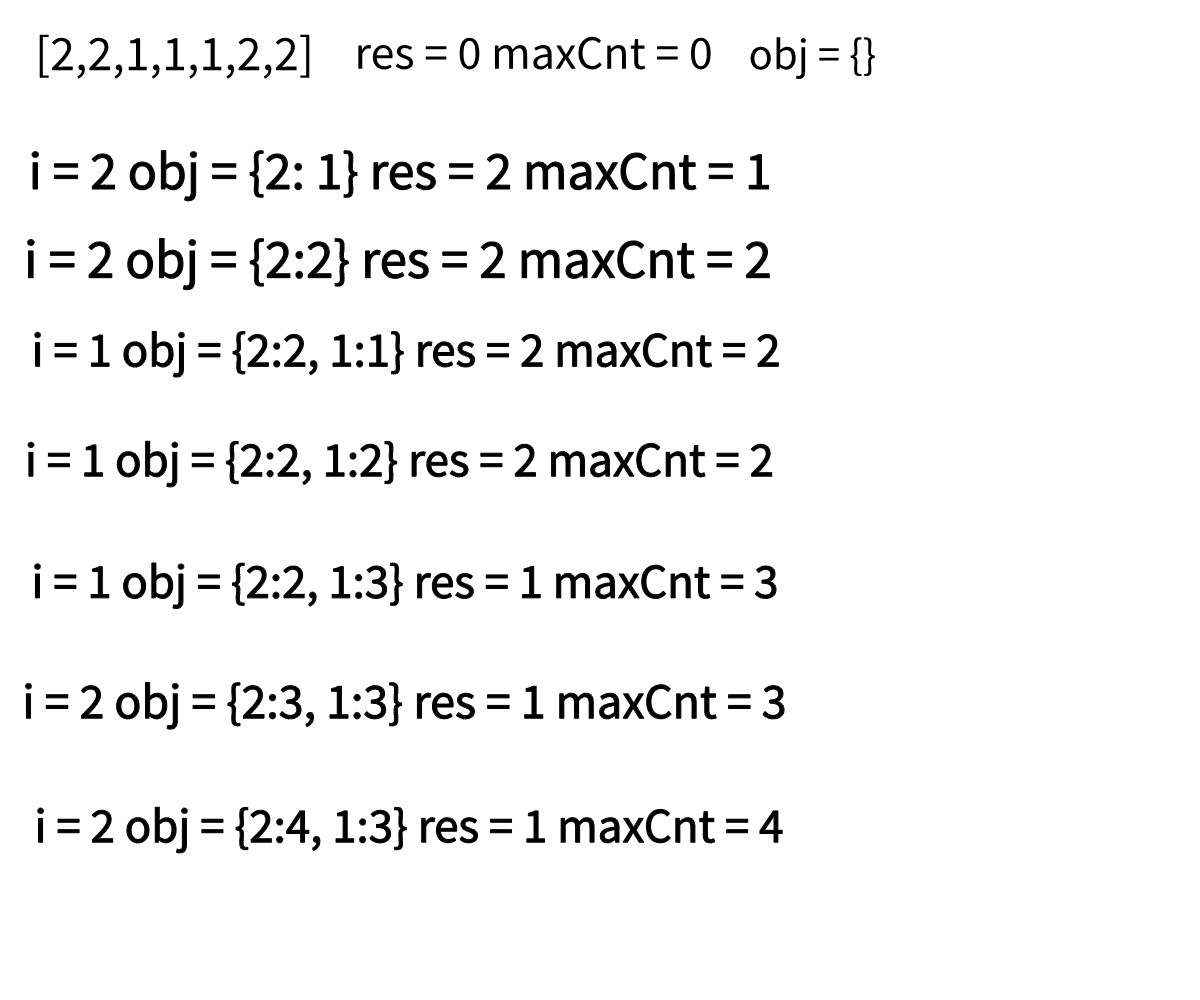 [2,2,1,1,1,2,2] res = 0 maxCnt = 0 obj = {}
i = 2 obj = {2: 1} res = 2 maxCnt = 1
i = 2 obj = {2:2} res = 2 maxCnt = 2
i = 1 obj = {2:2, 1:1} res = 2 maxCnt = 2
i = 1 obj = {2:2, 1:2} res = 2 maxCnt = 2
i = 1 obj = {2:2, 1:3} res = 1 maxCnt = 3
i = 2 obj = {2:3, 1:3} res = 1 maxCnt = 3
i = 2 obj = {2:4, 1:3} res = 1 maxCnt = 4